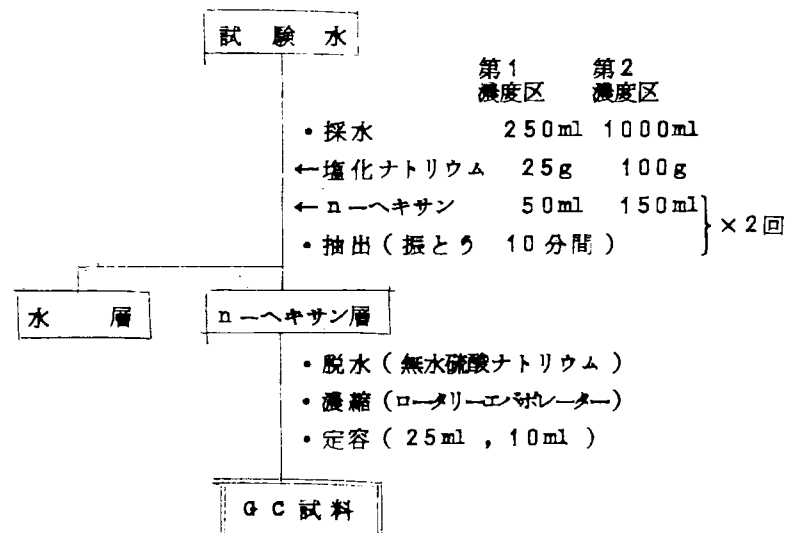 試験水
第1 第2
濃度区 濃度区
・採水 250ml 1000ml
←塩化ナトリウム 25g 100g
←n-ヘキサン 50ml 150ml
×2回
・抽出(振とう 10分間)
水層 n-ヘキサン層
・脱水(無水硫酸ナトリウム)
・濃縮(ロータリーエバポレーター)
・定容(25ml,10ml)
GC試料